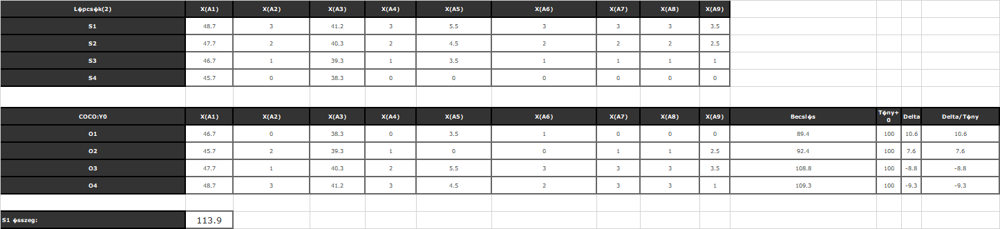 L�pcs�k(2) X(A1) X(A2) X(A3) X(A4) X(A5) X(A6) X(A7) X(A8) X(A9)
S1 48.7 3 41.2 3 5.5 3 3 3 3.5
S2 47.7 2 40.3 2 4.5 2 2 2 2.5
S3 46.7 1 39.3 1 3.5 1 1 1 1
S4 45.7 0 38.3 0 0 0 0 0 0
COCO:Y0 X(A1) X(A2) X(A3) X(A4) X(A5) X(A6) X(A7) X(A8) X(A9) Becsl�s T�ny+0 Delta Delta/T�ny
O1 46.7 0 38.3 0 3.5 1 0 0 0 89.4 100 10.6 10.6
O2 45.7 2 39.3 1 0 0 1 1 2.5 92.4 100 7.6 7.6
O3 47.7 1 40.3 2 5.5 3 3 3 3.5 108.8 100 -8.8 -8.8
O4 48.7 3 41.2 3 4.5 2 3 3 1 109.3 100 -9.3 -9.3
S1 �sszeg: 113.9